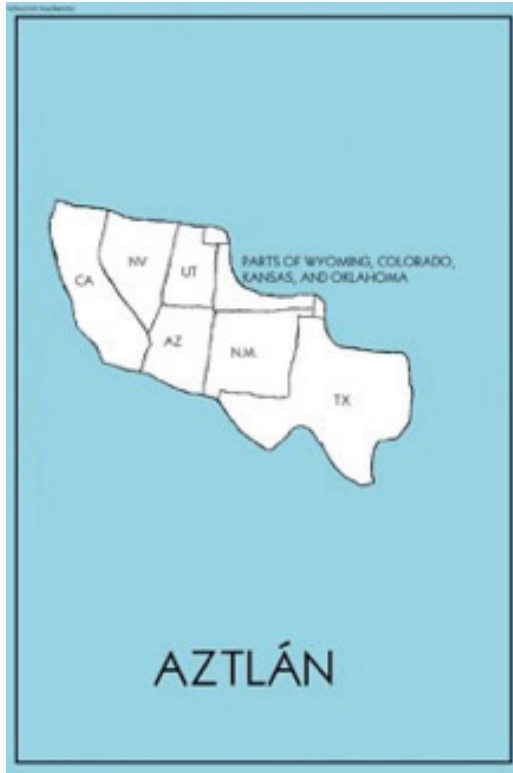 NV
UT
PARTS OF WYOMING, COLORADO,
KANSAS, AND OKLAHOMA
CA
AZ
N.M.
TX
AZTLÁN